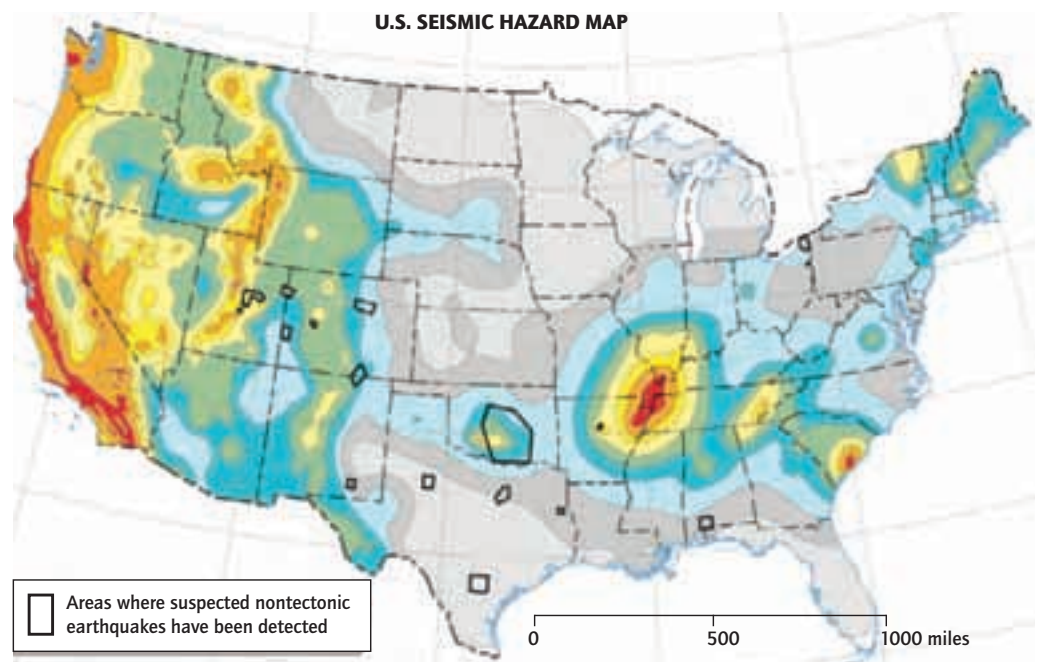 U.S. SEISMIC HAZARD MAP
Areas where suspected nontectonic
earthquakes have been detected
0 500 1000 miles